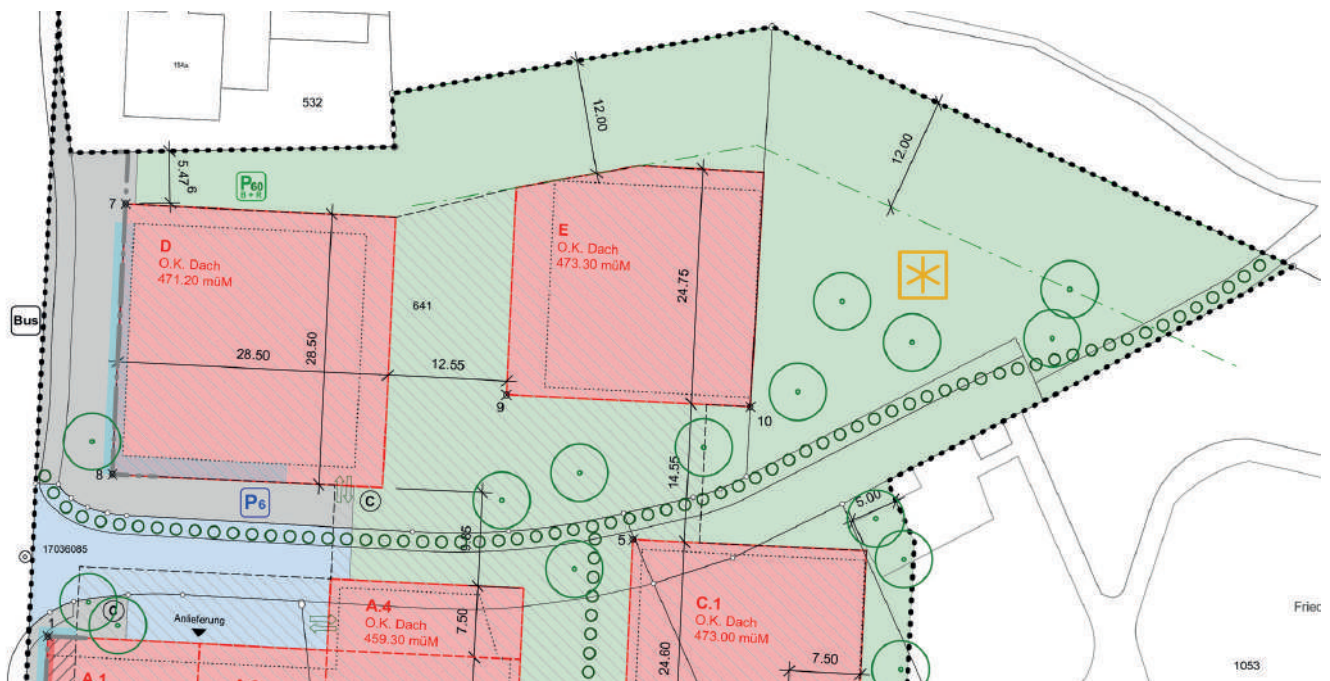 532
12.00
12.00
5.47⁶
P60
B + R
7
D
O.K. Dach
471.20 müM
E
O.K. Dach
473.30 müM
24.75
641
Bus
28.50
28.50
12.55
9
10
8
P6
C
14.55
5.00
9.85
17036085
5
C
A.4
O.K. Dach
459.30 müM
C.1
O.K. Dach
473.00 müM
Anlieferung
1
7.50
24.60
7.50
Fried
1053
A.1